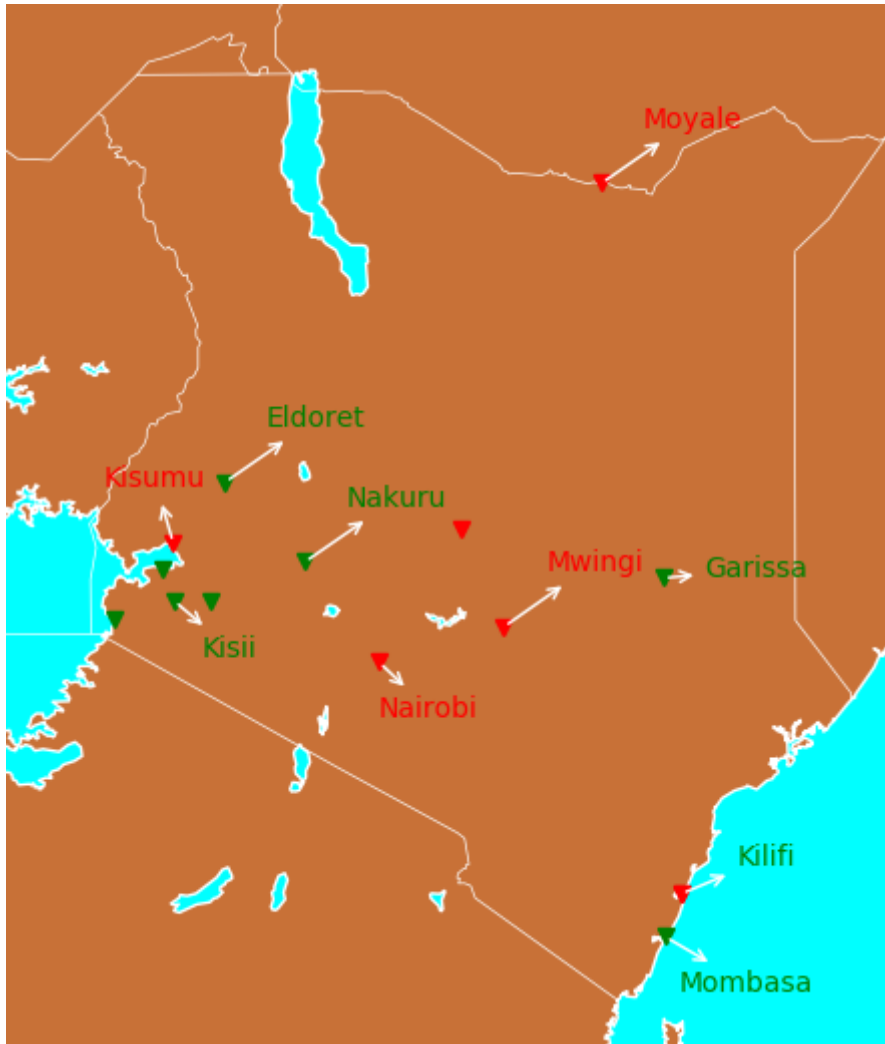 Moyale
Eldoret
Kisumu
Nakuru
Mwingi
Garissa
Kisii
Nairobi
Kilifi
Mombasa